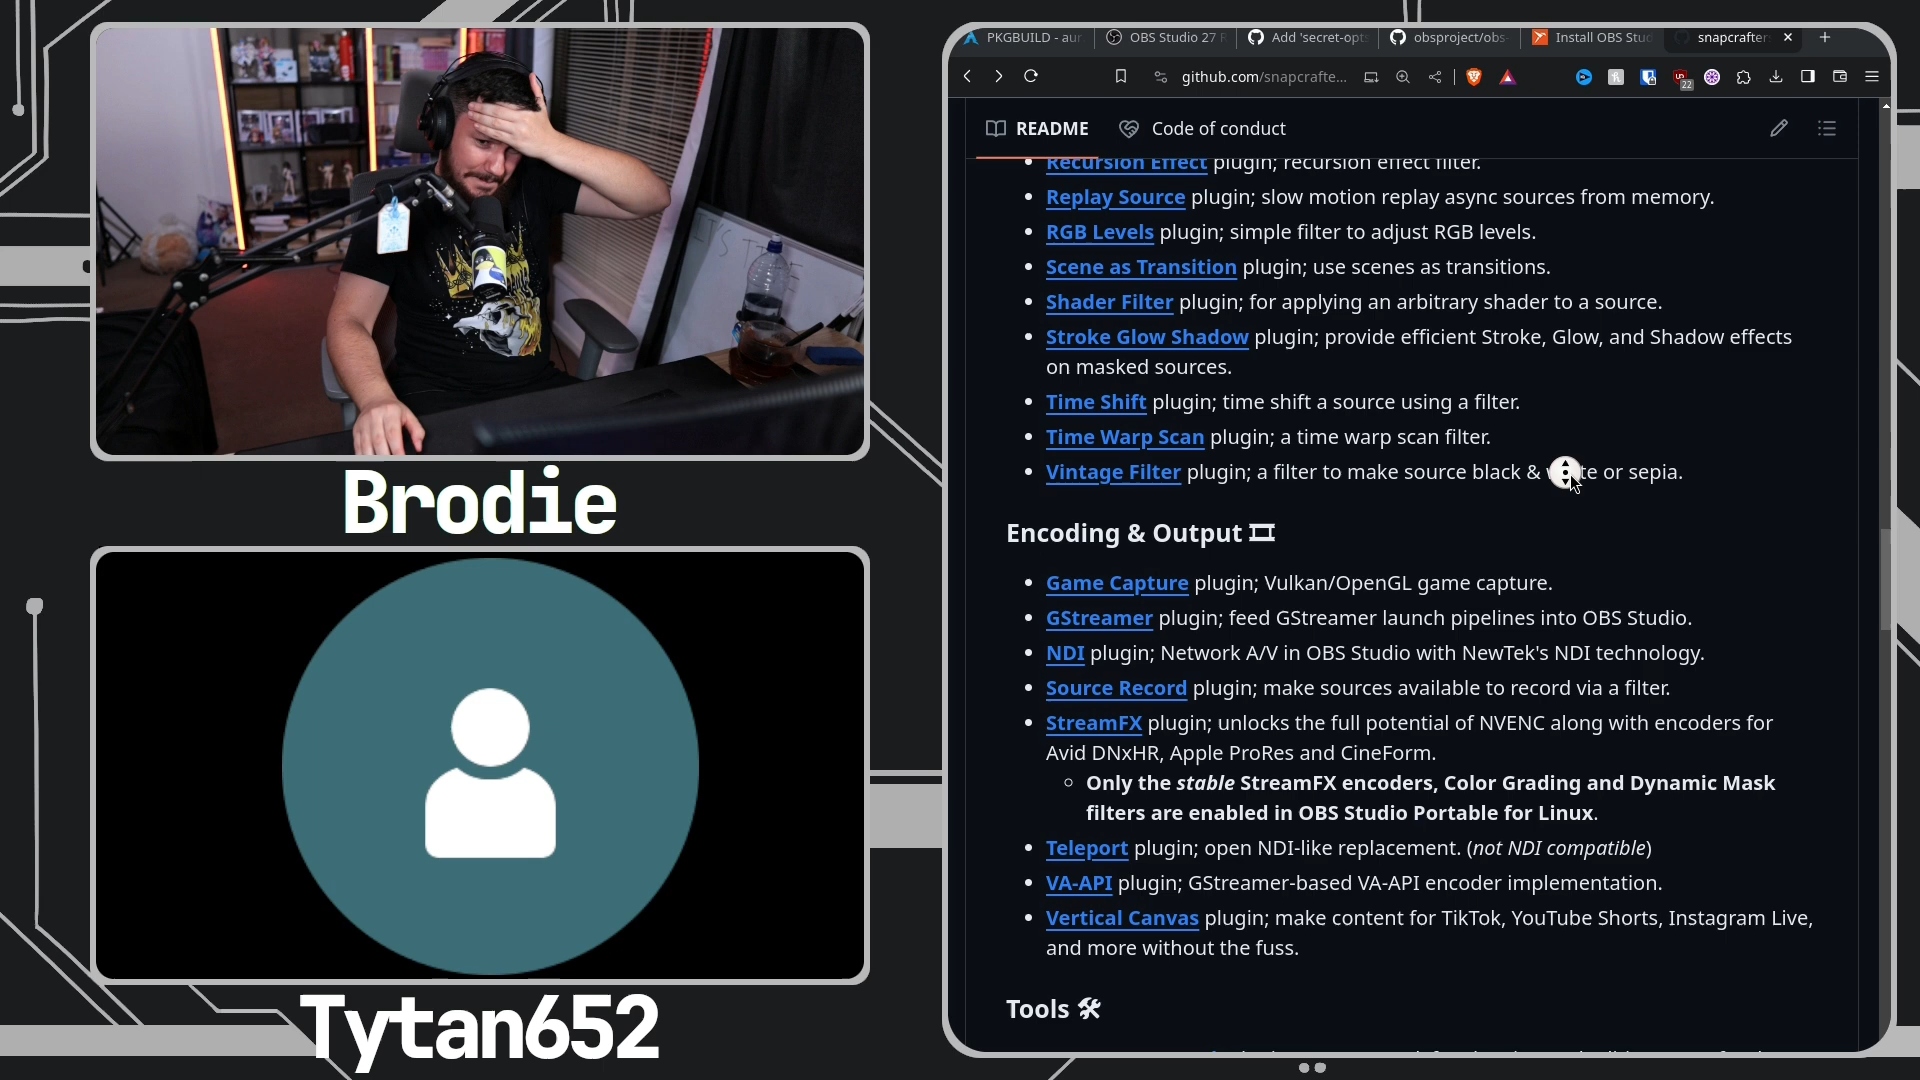 PKGBUILD - aur
OBS Studio 27 R
Add 'secret-opts
obsproject/obs-
Install OBS Stud
snapcrafter
github.com/snapcrafte...
22
README
Code of conduct
Recursion Effect plugin; recursion effect filter.
Replay Source plugin; slow motion replay async sources from memory.
RGB Levels plugin; simple filter to adjust RGB levels.
Scene as Transition plugin; use scenes as transitions.
Shader Filter plugin; for applying an arbitrary shader to a source.
Stroke Glow Shadow plugin; provide efficient Stroke, Glow, and Shadow effects
on masked sources.
Time Shift plugin; time shift a source using a filter.
Time Warp Scan plugin; a time warp scan filter.
Vintage Filter plugin; a filter to make source black & or sepia.
Encoding & Output
Game Capture plugin; Vulkan/OpenGL game capture.
GStreamer plugin; feed GStreamer launch pipelines into OBS Studio.
NDI plugin; Network A/V in OBS Studio with NewTek's NDI technology.
Source Record plugin; make sources available to record via a filter.
StreamFX plugin; unlocks the full potential of NVENC along with encoders for
Avid DNxHR, Apple ProRes and CineForm.
Only the stable StreamFX encoders, Color Grading and Dynamic Mask
filters are enabled in OBS Studio Portable for Linux.
Teleport plugin; open NDI-like replacement. (not NDI compatible)
VA-API plugin; GStreamer-based VA-API encoder implementation.
Vertical Canvas plugin; make content for TikTok, YouTube Shorts, Instagram Live,
and more without the fuss.
Tools
Brodie
Tytan652